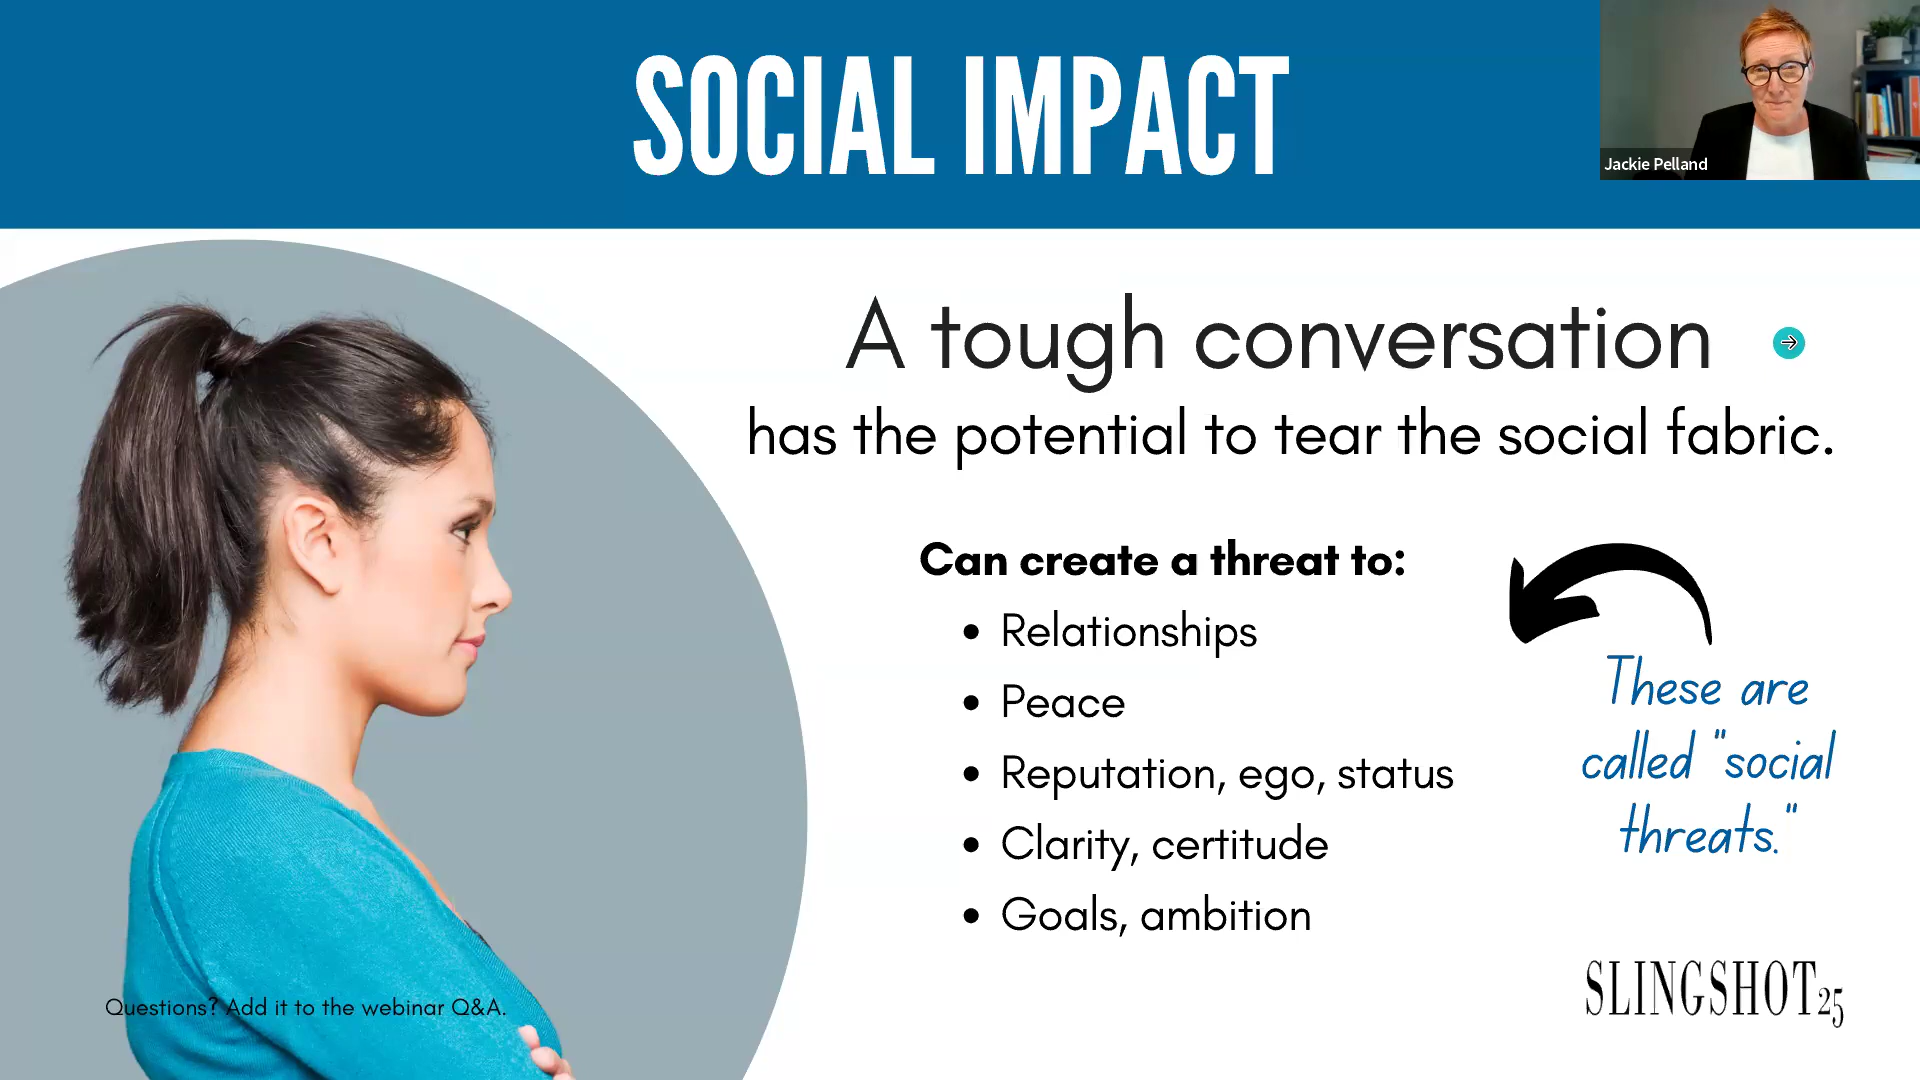 SOCIAL IMPACT
Jackie Pelland
A tough conversation
has the potential to tear the social fabric.
Can create a threat to:
• Relationships
• Peace
• Reputation, ego, status
• Clarity, certitude
• Goals, ambition
These are
called "social
threats."
Questions? Add it to the webinar Q&A.
SLINGSHOT25